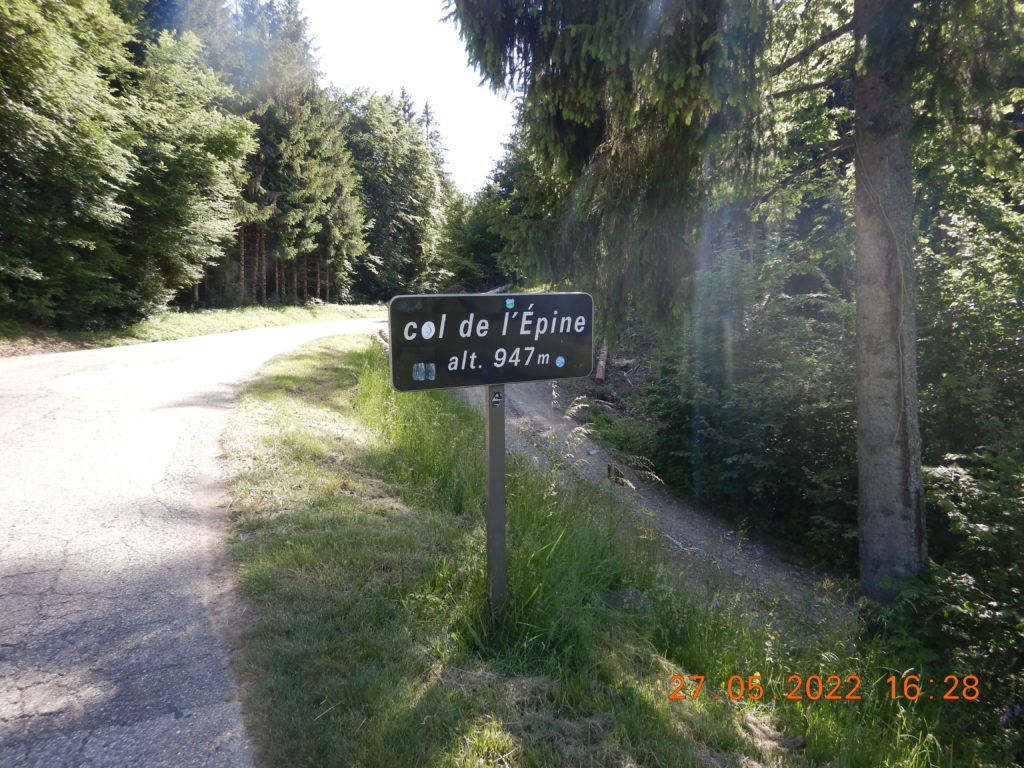 col de l'Épine
alt. 947m
27.05.2022 16:28